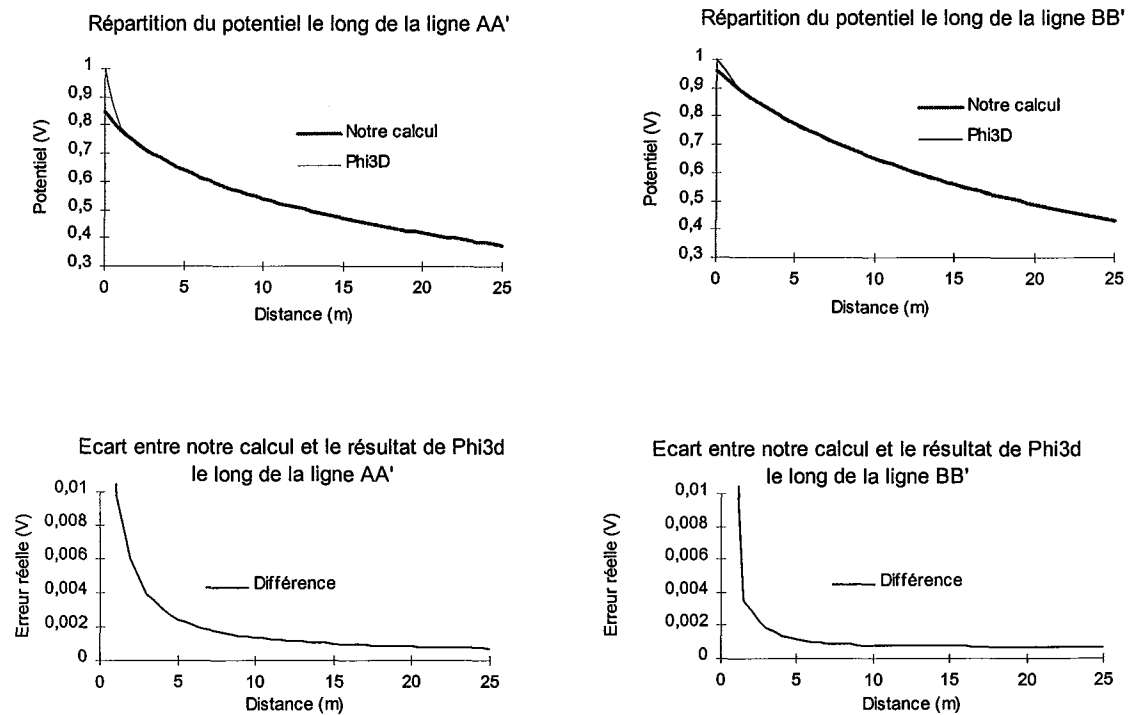 Répartition du potentiel le long de la ligne AA'
1
0,9
0,8
0,7
0,6
0,5
0,4
0,3
Potentiel (V)
Notre calcul
Phi3D
0 5 10 15 20 25
Distance (m)
Répartition du potentiel le long de la ligne BB'
1
0,9
0,8
0,7
0,6
0,5
0,4
0,3
Potentiel (V)
Notre calcul
Phi3D
0 5 10 15 20 25
Distance (m)
Ecart entre notre calcul et le résultat de Phi3d
le long de la ligne AA'
0,01
0,008
0,006
0,004
0,002
0
Erreur réelle (V)
Différence
0 5 10 15 20 25
Distance (m)
Ecart entre notre calcul et le résultat de Phi3d
le long de la ligne BB'
0,01
0,008
0,006
0,004
0,002
0
Erreur réelle (V)
Différence
0 5 10 15 20 25
Distance (m)